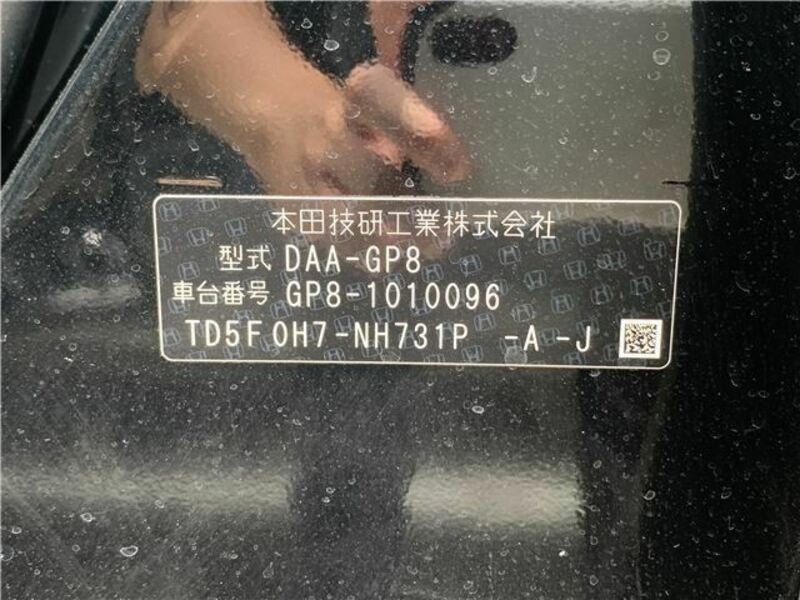 本田技研工業株式会社
型式 DAA-GP8
車台番号 GP8-1010096
TD5F0H7-NH731P -A-J